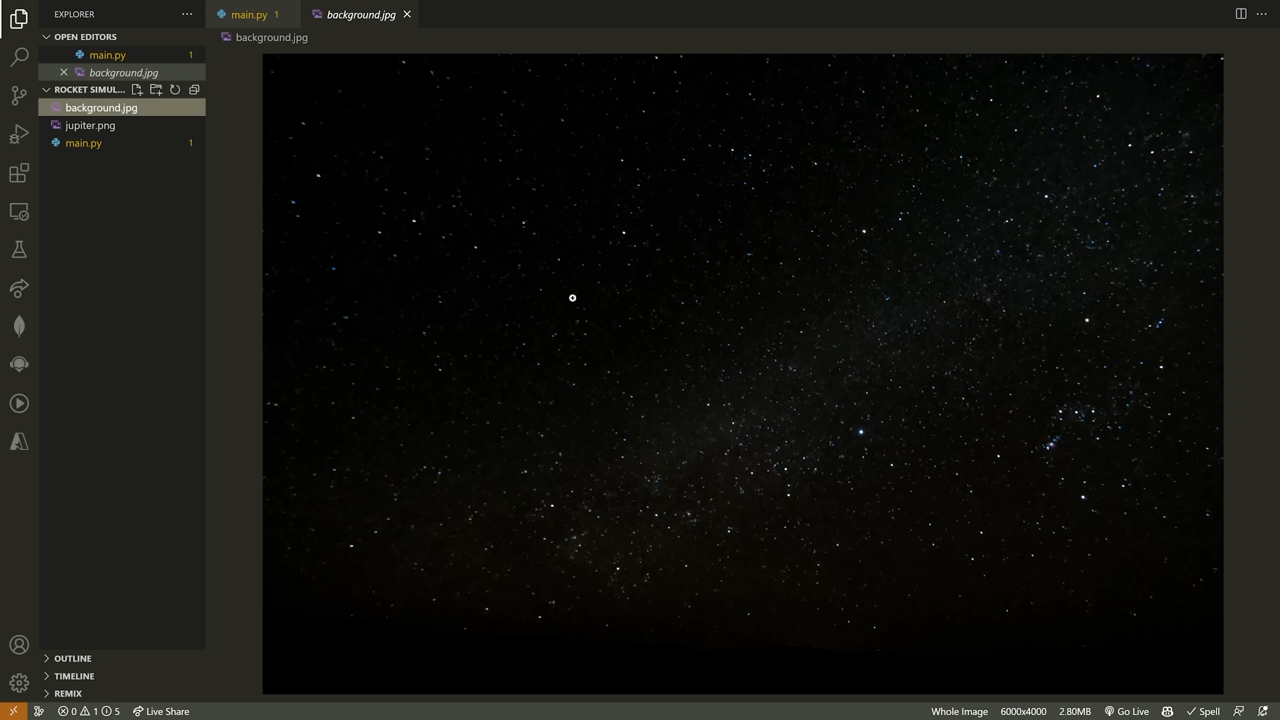 EXPLORER
main.py 1
background.jpg
OPEN EDITORS
background.jpg
main.py 1
background.jpg
ROCKET SIMUL...
background.jpg
jupiter.png
main.py 1
OUTLINE
TIMELINE
REMIX
0 1 5 Live Share Whole Image 6000x4000 2.80MB Go Live Spell